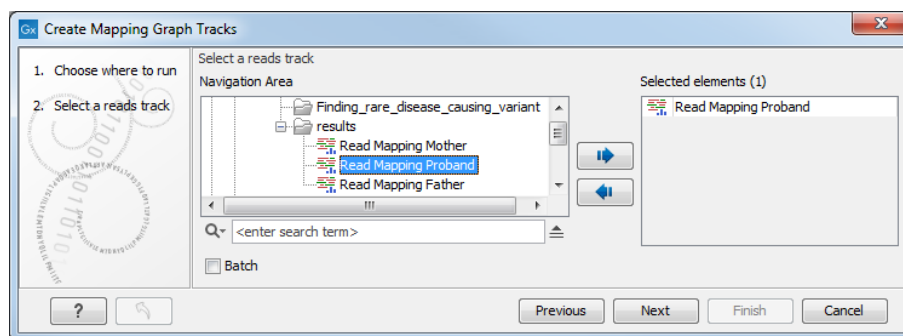 Gx Create Mapping Graph Tracks
1. Choose where to run
2. Select a reads track
Select a reads track
Navigation Area
Finding_rare_disease_causing_variant
results
Read Mapping Mother
Read Mapping Proband
Read Mapping Father
<enter search term>
Batch
Selected elements (1)
Read Mapping Proband
?
Previous
Next
Finish
Cancel